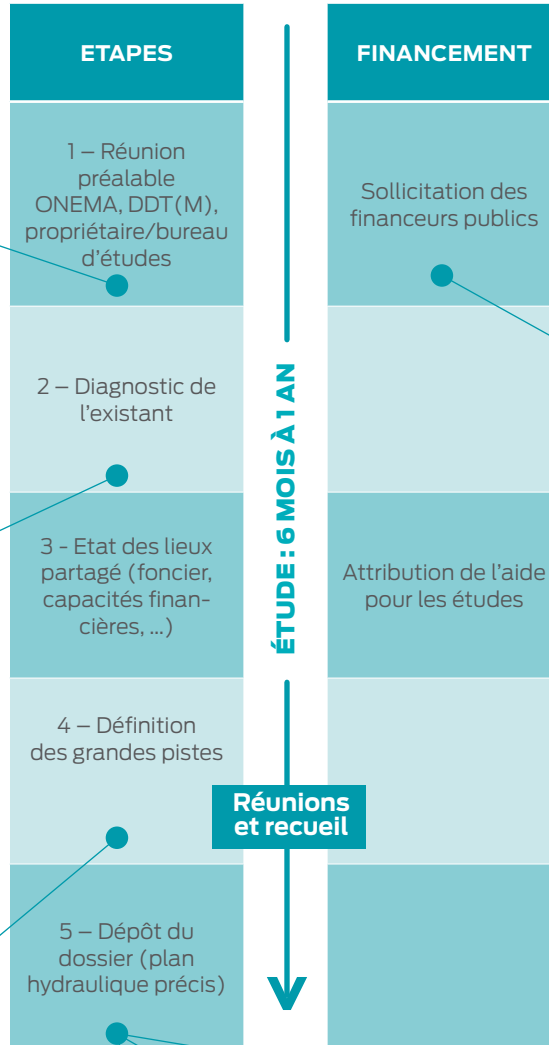 ETAPES
1 – Réunion
préalable
ONEMA, DDT(M),
propriétaire/bureau
d'études
2 – Diagnostic de
l'existant
3 - Etat des lieux
partagé (foncier,
capacités finan-
cières, ...)
4 – Définition
des grandes pistes
5 – Dépôt du
dossier (plan
hydraulique précis)
ÉTUDE : 6 MOIS À 1 AN
Réunions
et recueil
FINANCEMENT
Sollicitation des
financeurs publics
Attribution de l'aide
pour les études